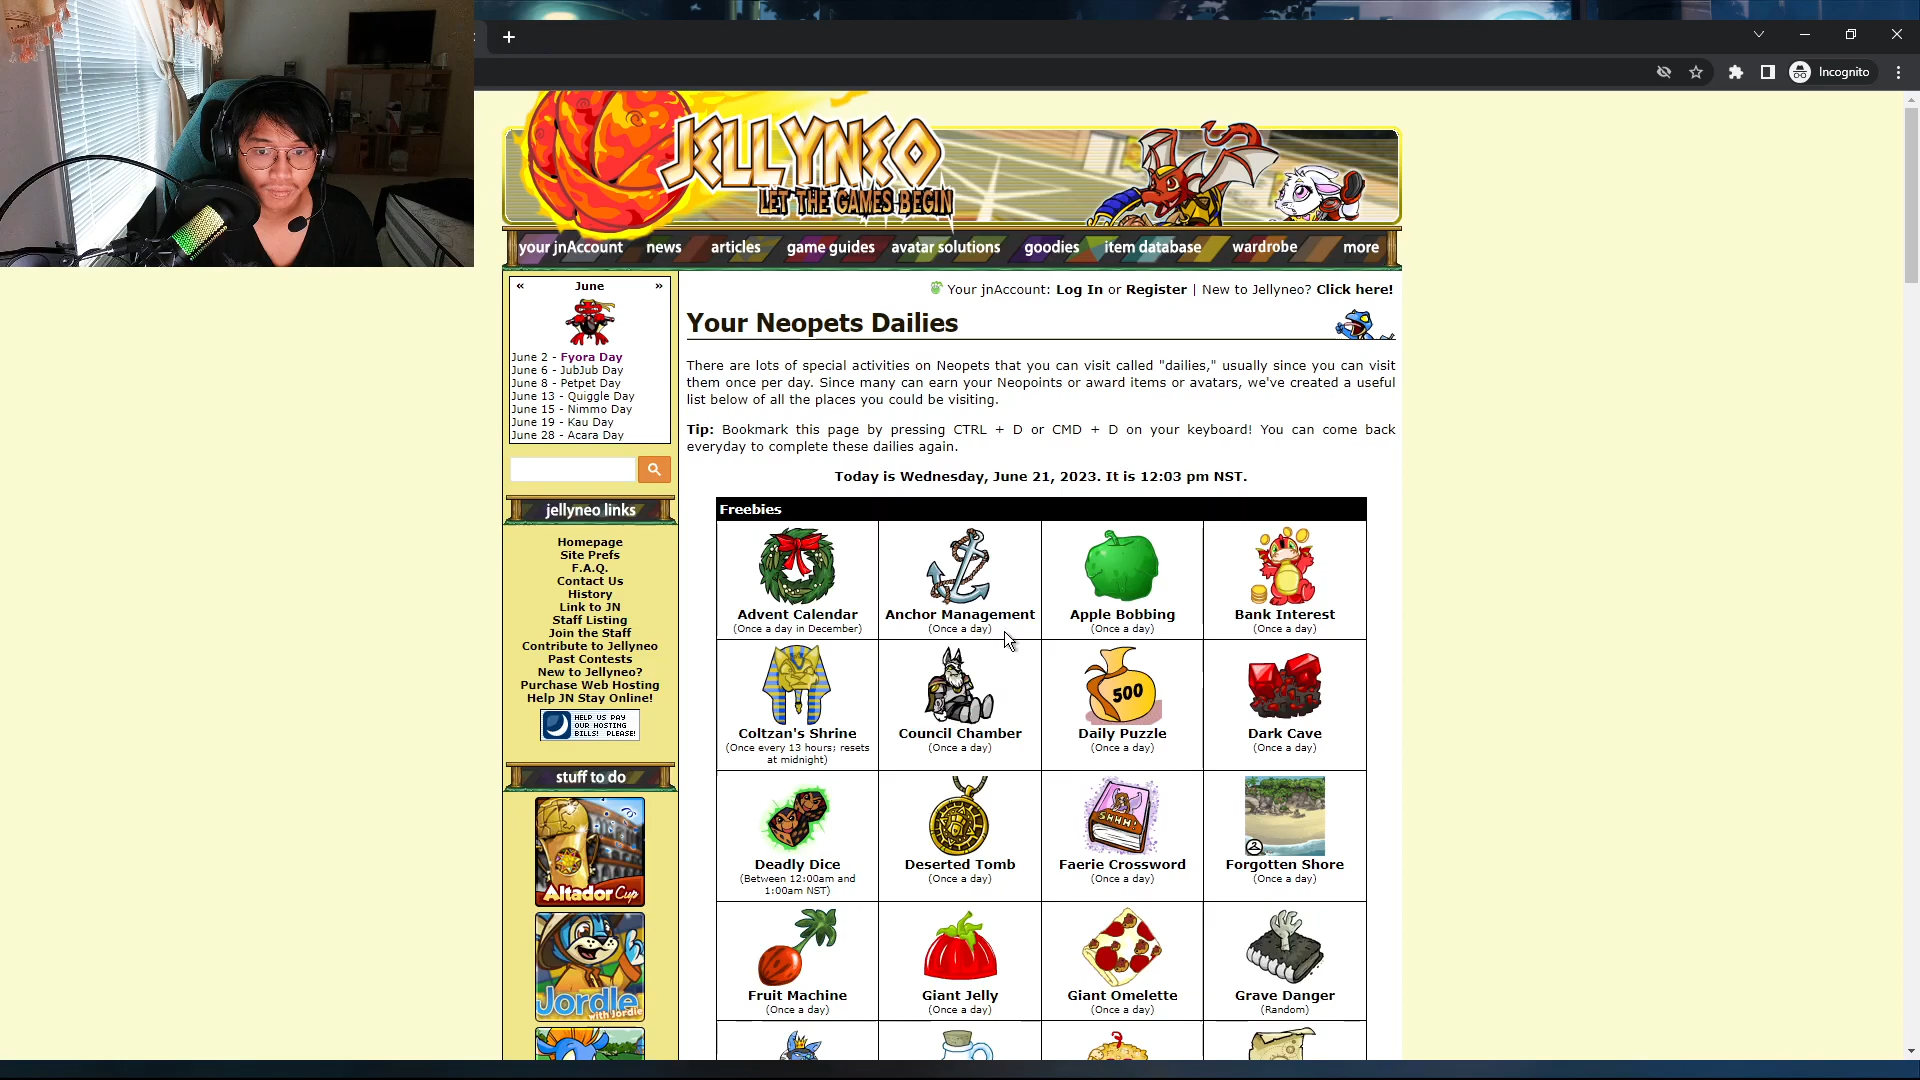 Incognito
JELLYNEO
LET THE GAMES BEGIN
your jnAccount news articles game guides avatar solutions goodies item database wardrobe more
« June »
June 2 - Fyora Day
June 6 - JubJub Day
June 8 - Petpet Day
June 13 - Quiggle Day
June 15 - Nimmo Day
June 19 - Kau Day
June 28 - Acara Day
jellyneo links
Homepage
Site Prefs
F.A.Q.
Contact Us
History
Link to JN
Staff Listing
Join the Staff
Contribute to Jellyneo
Past Contests
New to Jellyneo?
Purchase Web Hosting
Help JN Stay Online!
HELP US PAY
OUR HOSTING
BILLS! PLEASE!
stuff to do
Altador Cup
Jordle
with Jordie
Your jnAccount: Log In or Register | New to Jellyneo? Click here!
Your Neopets Dailies
There are lots of special activities on Neopets that you can visit called "dailies," usually since you can visit
them once per day. Since many can earn your Neopoints or award items or avatars, we've created a useful
list below of all the places you could be visiting.
Tip: Bookmark this page by pressing CTRL + D or CMD + D on your keyboard! You can come back
everyday to complete these dailies again.
Today is Wednesday, June 21, 2023. It is 12:03 pm NST.
Freebies
Advent Calendar
(Once a day in December)
Anchor Management
(Once a day)
Apple Bobbing
(Once a day)
Bank Interest
(Once a day)
Coltzan's Shrine
(Once every 13 hours; resets
at midnight)
Council Chamber
(Once a day)
500
Daily Puzzle
(Once a day)
Dark Cave
(Once a day)
Deadly Dice
(Between 12:00am and
1:00am NST)
Deserted Tomb
(Once a day)
SHHH!
Faerie Crossword
(Once a day)
Forgotten Shore
(Once a day)
Fruit Machine
(Once a day)
Giant Jelly
(Once a day)
Giant Omelette
(Once a day)
Grave Danger
(Random)